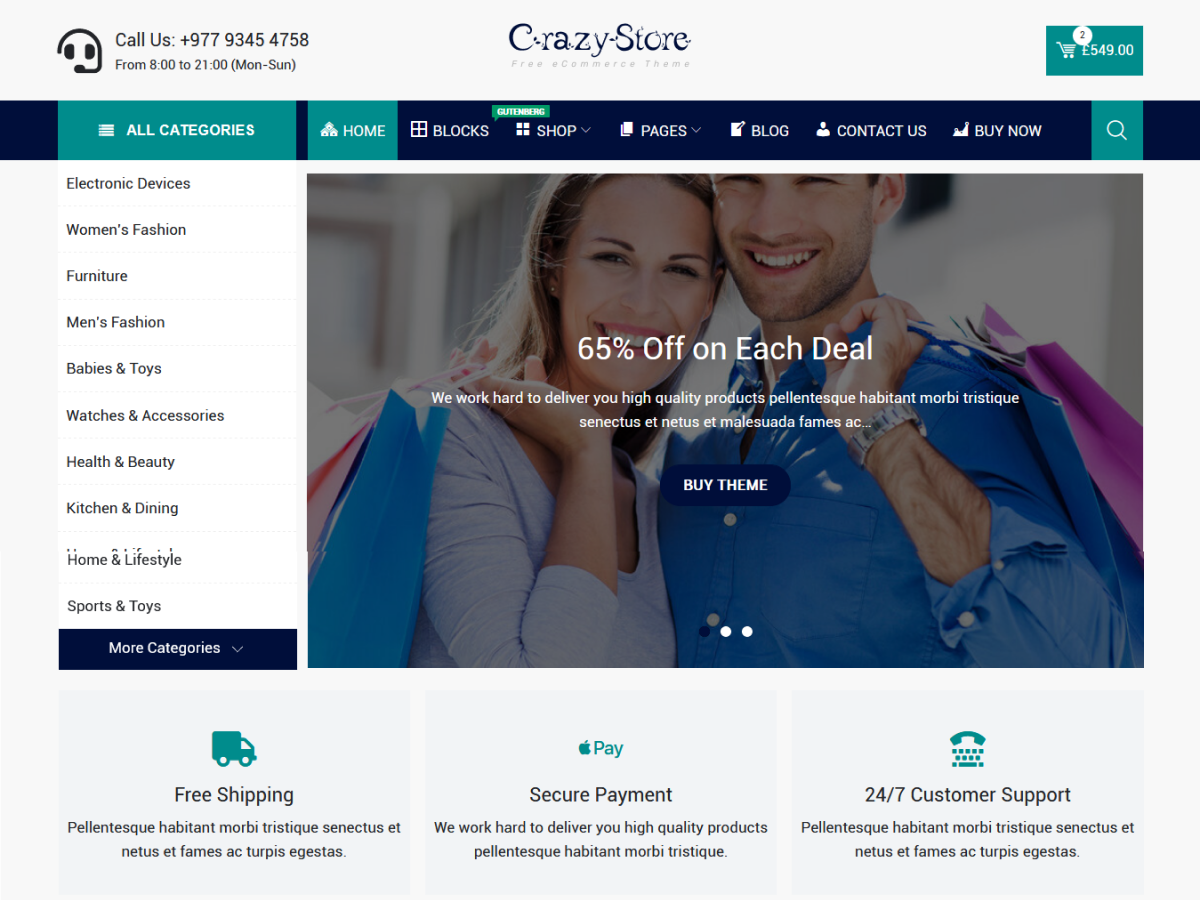 Call Us: +977 9345 4758
From 8:00 to 21:00 (Mon-Sun)
Crazy Store
Free eCommerce Theme
2
£549.00
ALL CATEGORIES
HOME
BLOCKS
GUTENBERG
SHOP
PAGES
BLOG
CONTACT US
BUY NOW
Electronic Devices
Women's Fashion
Furniture
Men's Fashion
Babies & Toys
Watches & Accessories
Health & Beauty
Kitchen & Dining
Home & Lifestyle
Sports & Toys
More Categories
65% Off on Each Deal
We work hard to deliver you high quality products pellentesque habitant morbi tristique
senectus et netus et malesuada fames ac...
BUY THEME
Pay
Free Shipping
Pellentesque habitant morbi tristique senectus et
netus et fames ac turpis egestas.
Secure Payment
We work hard to deliver you high quality products
pellentesque habitant morbi tristique.
24/7 Customer Support
Pellentesque habitant morbi tristique senectus et
netus et fames ac turpis egestas.